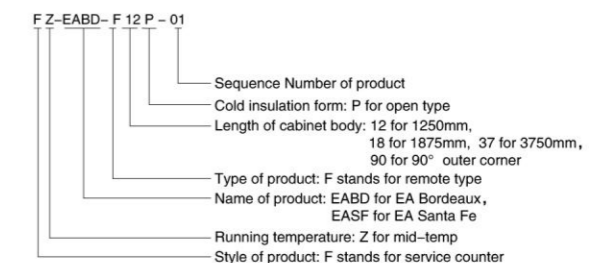 F Z-EABD- F 12 P - 01
Sequence Number of product
Cold insulation form: P for open type
Length of cabinet body: 12 for 1250mm,
18 for 1875mm, 37 for 3750mm,
90 for 90° outer corner
Type of product: F stands for remote type
Name of product: EABD for EA Bordeaux,
EASF for EA Santa Fe
Running temperature: Z for mid-temp
Style of product: F stands for service counter